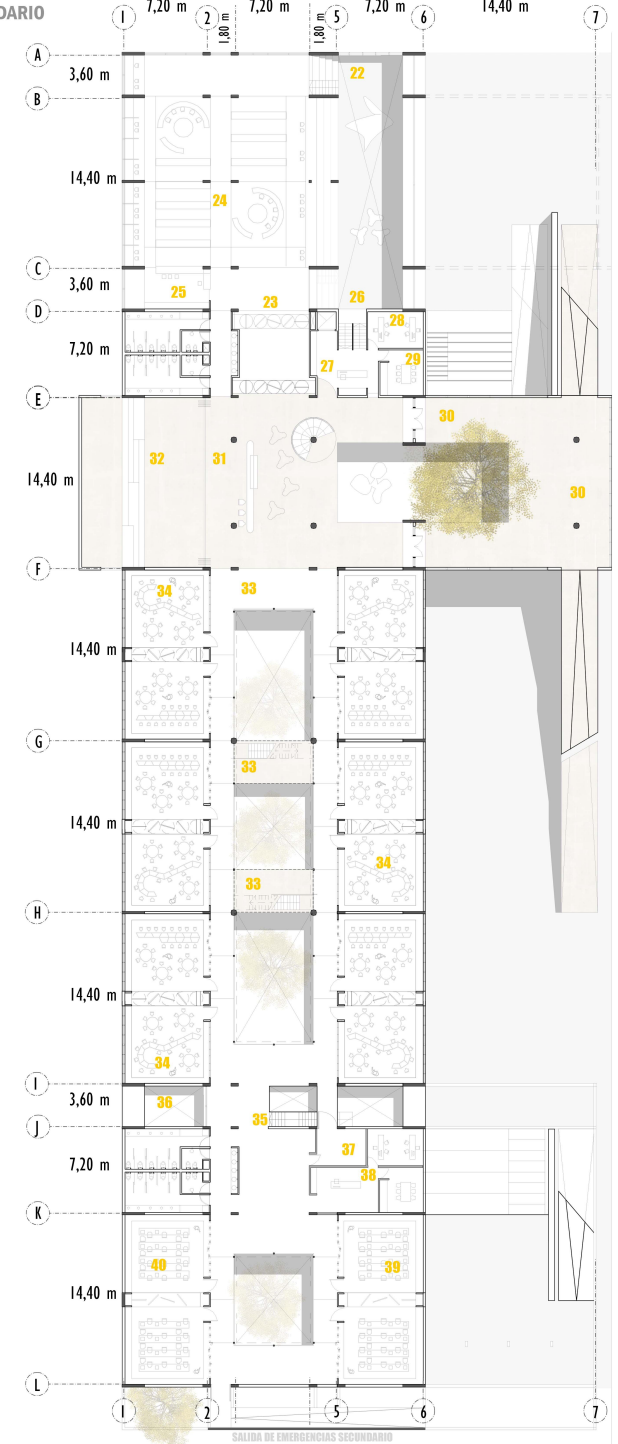 DARIO
7,20 m 1,80 m 7,20 m 1,80 m 7,20 m 14,40 m
1 2 5 6 7
A
3,60 m 22
B
14,40 m
24
C
3,60 m 25 23 26
D
28
7,20 m 27 29
E
30
32 31
14,40 m 30
F
34 33
14,40 m
G
33
14,40 m
34
33
H
14,40 m
34
I
3,60 m 36
35
J
7,20 m 37
38
K
40 39
14,40 m
L
1 2 5 6 7
SALIDA DE EMERGENCIAS SECUNDARIO